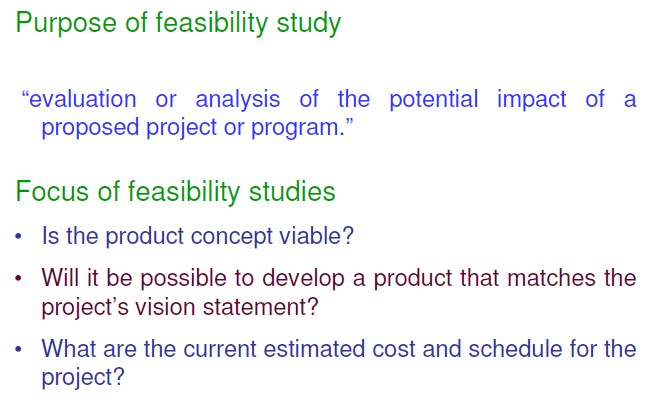 Purpose of feasibility study
“evaluation or analysis of the potential impact of a
proposed project or program.”
Focus of feasibility studies
• Is the product concept viable?
• Will it be possible to develop a product that matches the
project’s vision statement?
• What are the current estimated cost and schedule for the
project?